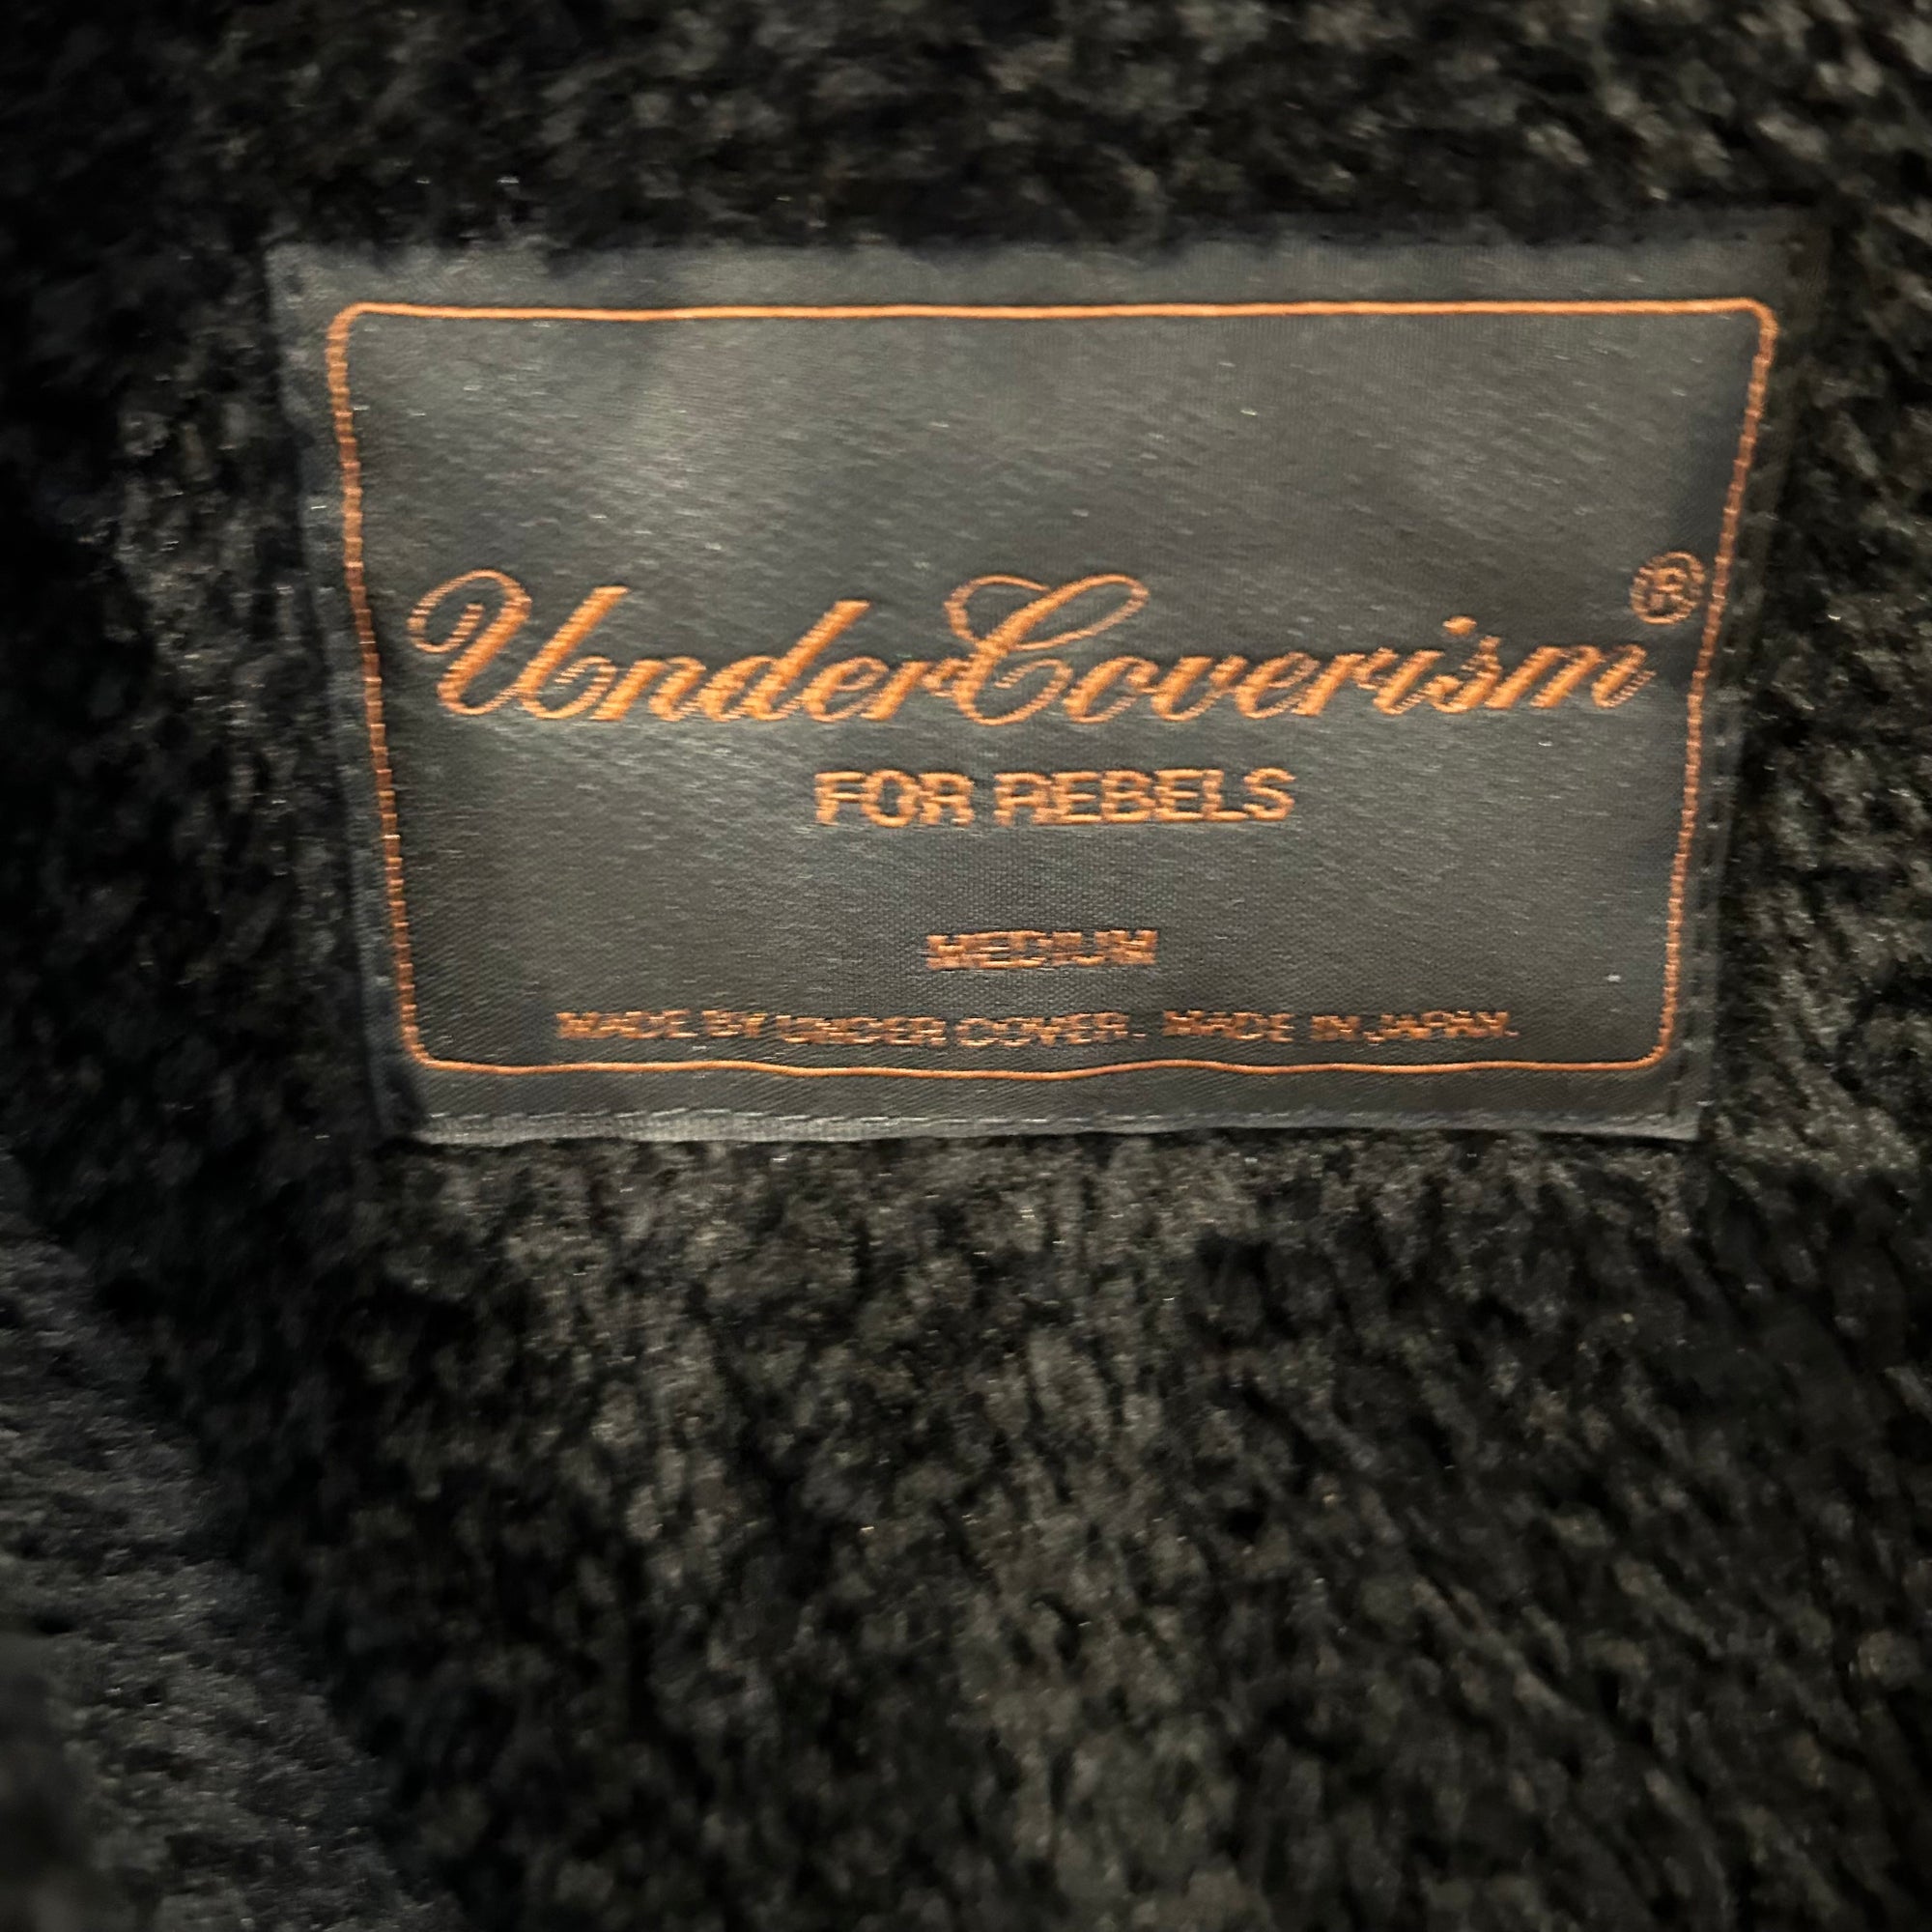 UnderCoverism®
FOR REBELS
MEDIUM
MADE BY UNDER COVER. MADE IN JAPAN.